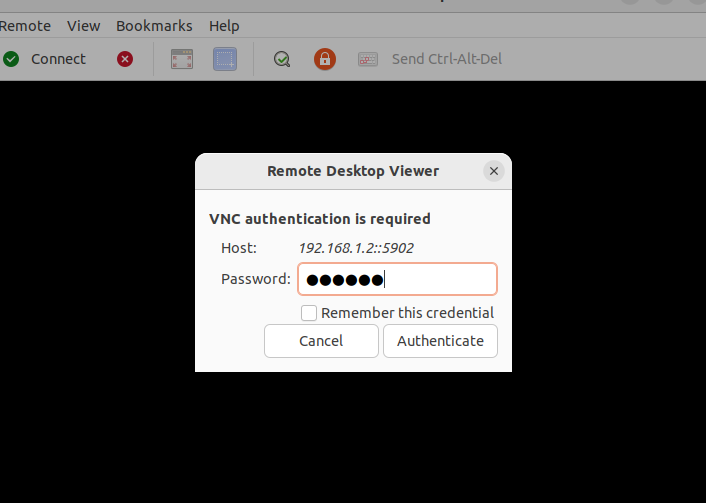 Remote View Bookmarks Help
Connect Send Ctrl-Alt-Del
Remote Desktop Viewer
VNC authentication is required
Host: 192.168.1.2::5902
Password: ●●●●●●
Remember this credential
Cancel Authenticate